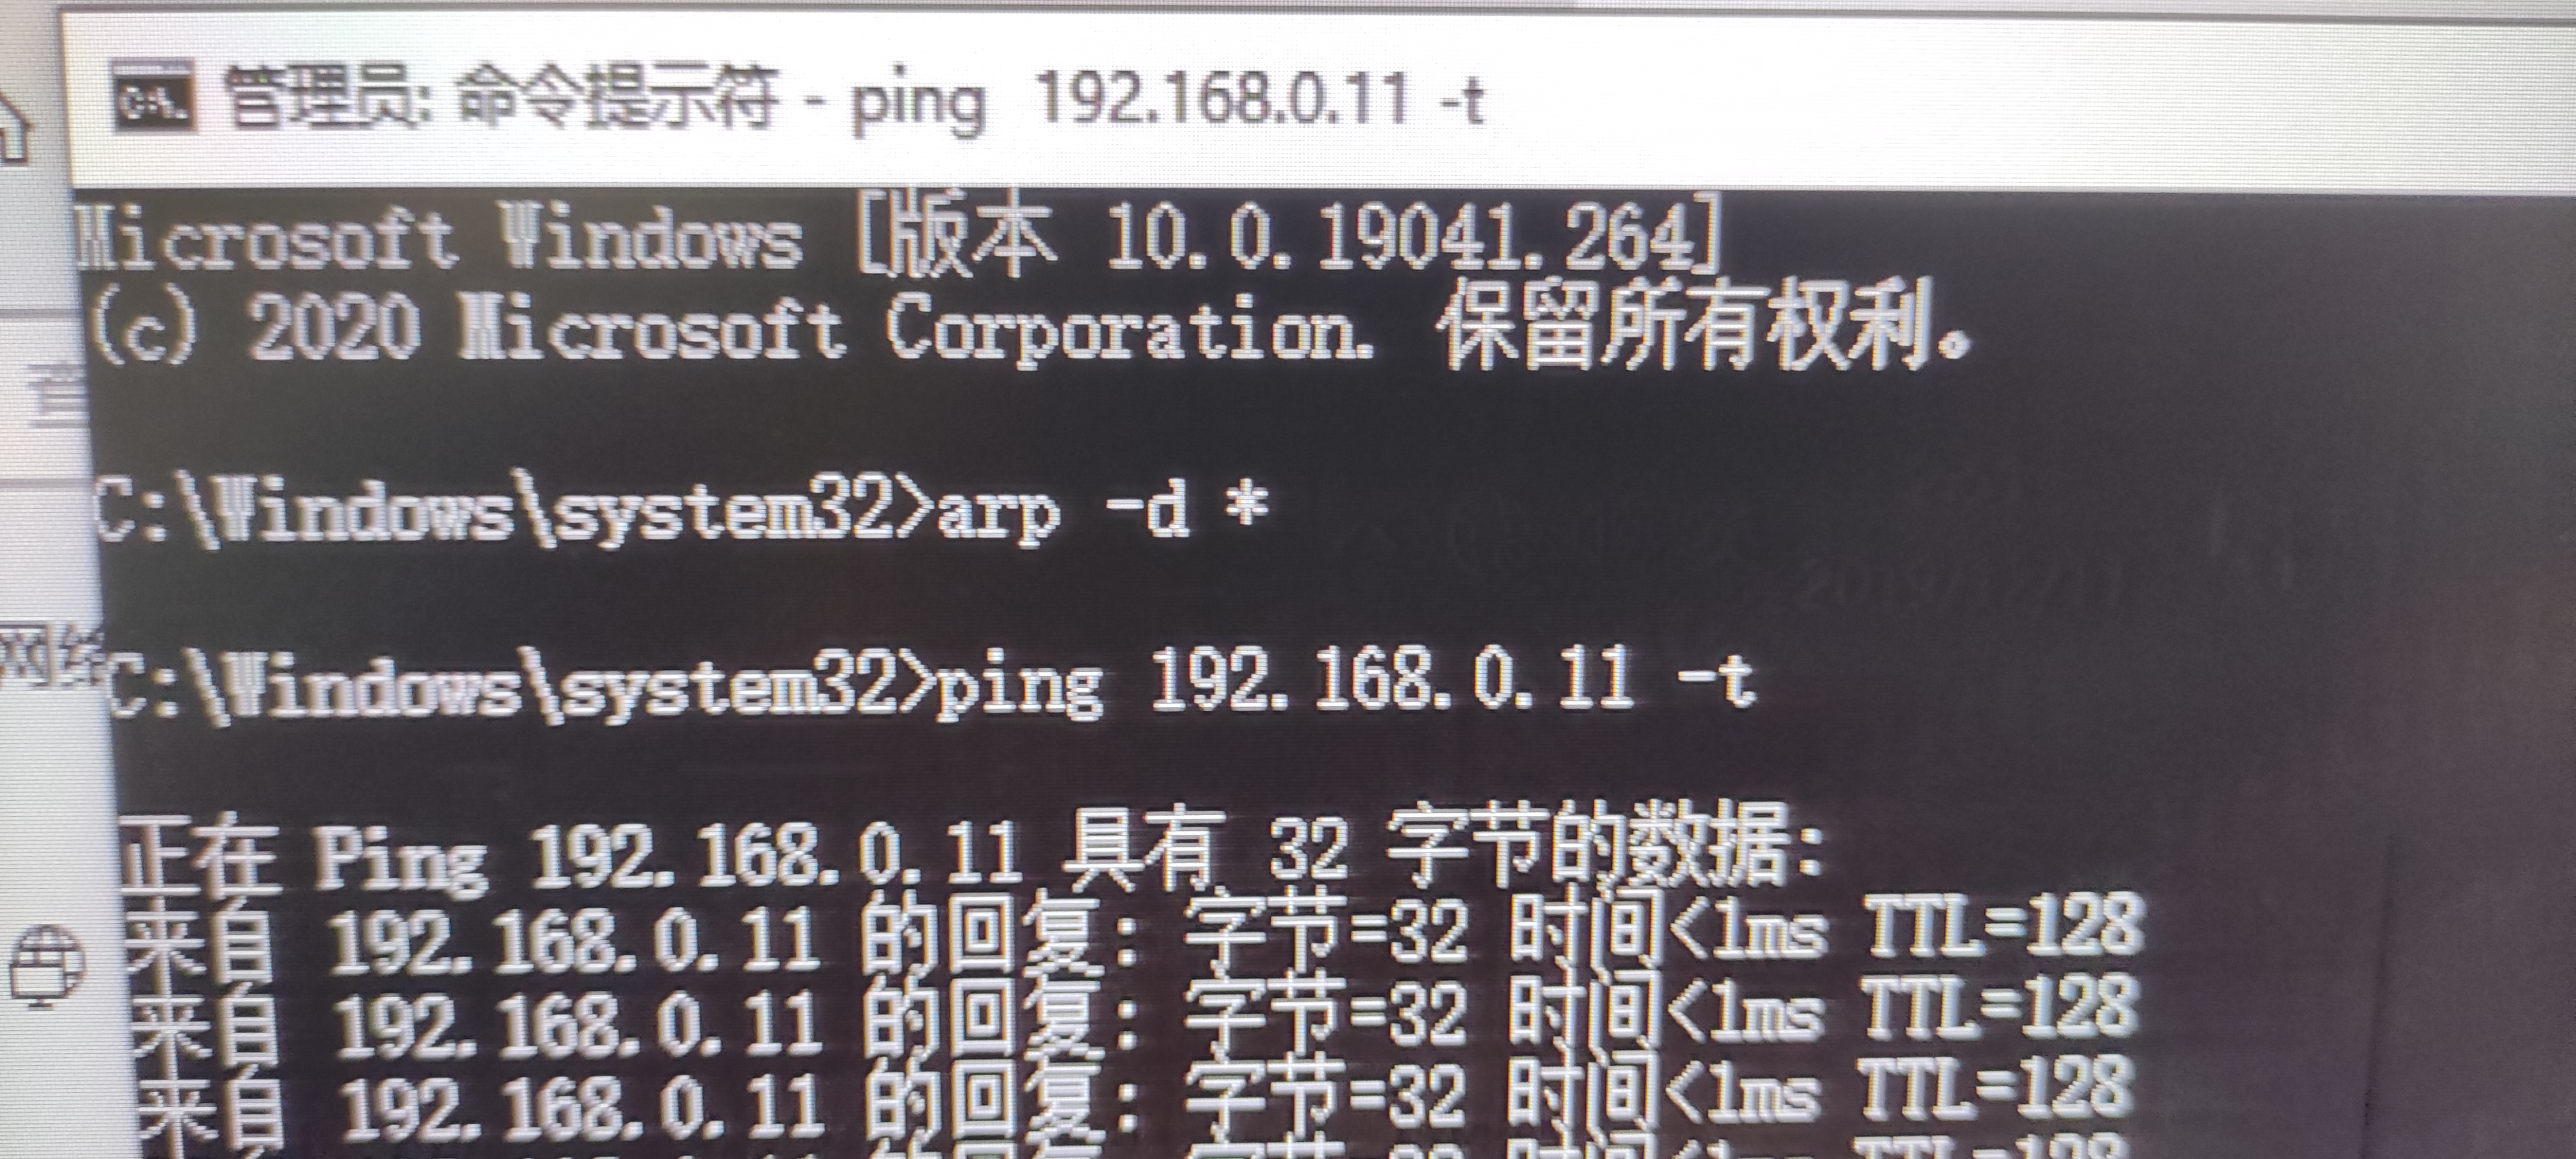 管理员: 命令提示符 - ping 192.168.0.11 -t
Microsoft Windows [版本 10.0.19041.264]
(c) 2020 Microsoft Corporation. 保留所有权利。
C:\Windows\system32>arp -d *
C:\Windows\system32>ping 192.168.0.11 -t
正在 Ping 192.168.0.11 具有 32 字节的数据:
来自 192.168.0.11 的回复: 字节=32 时间<1ms TTL=128
来自 192.168.0.11 的回复: 字节=32 时间<1ms TTL=128
来自 192.168.0.11 的回复: 字节=32 时间<1ms TTL=128